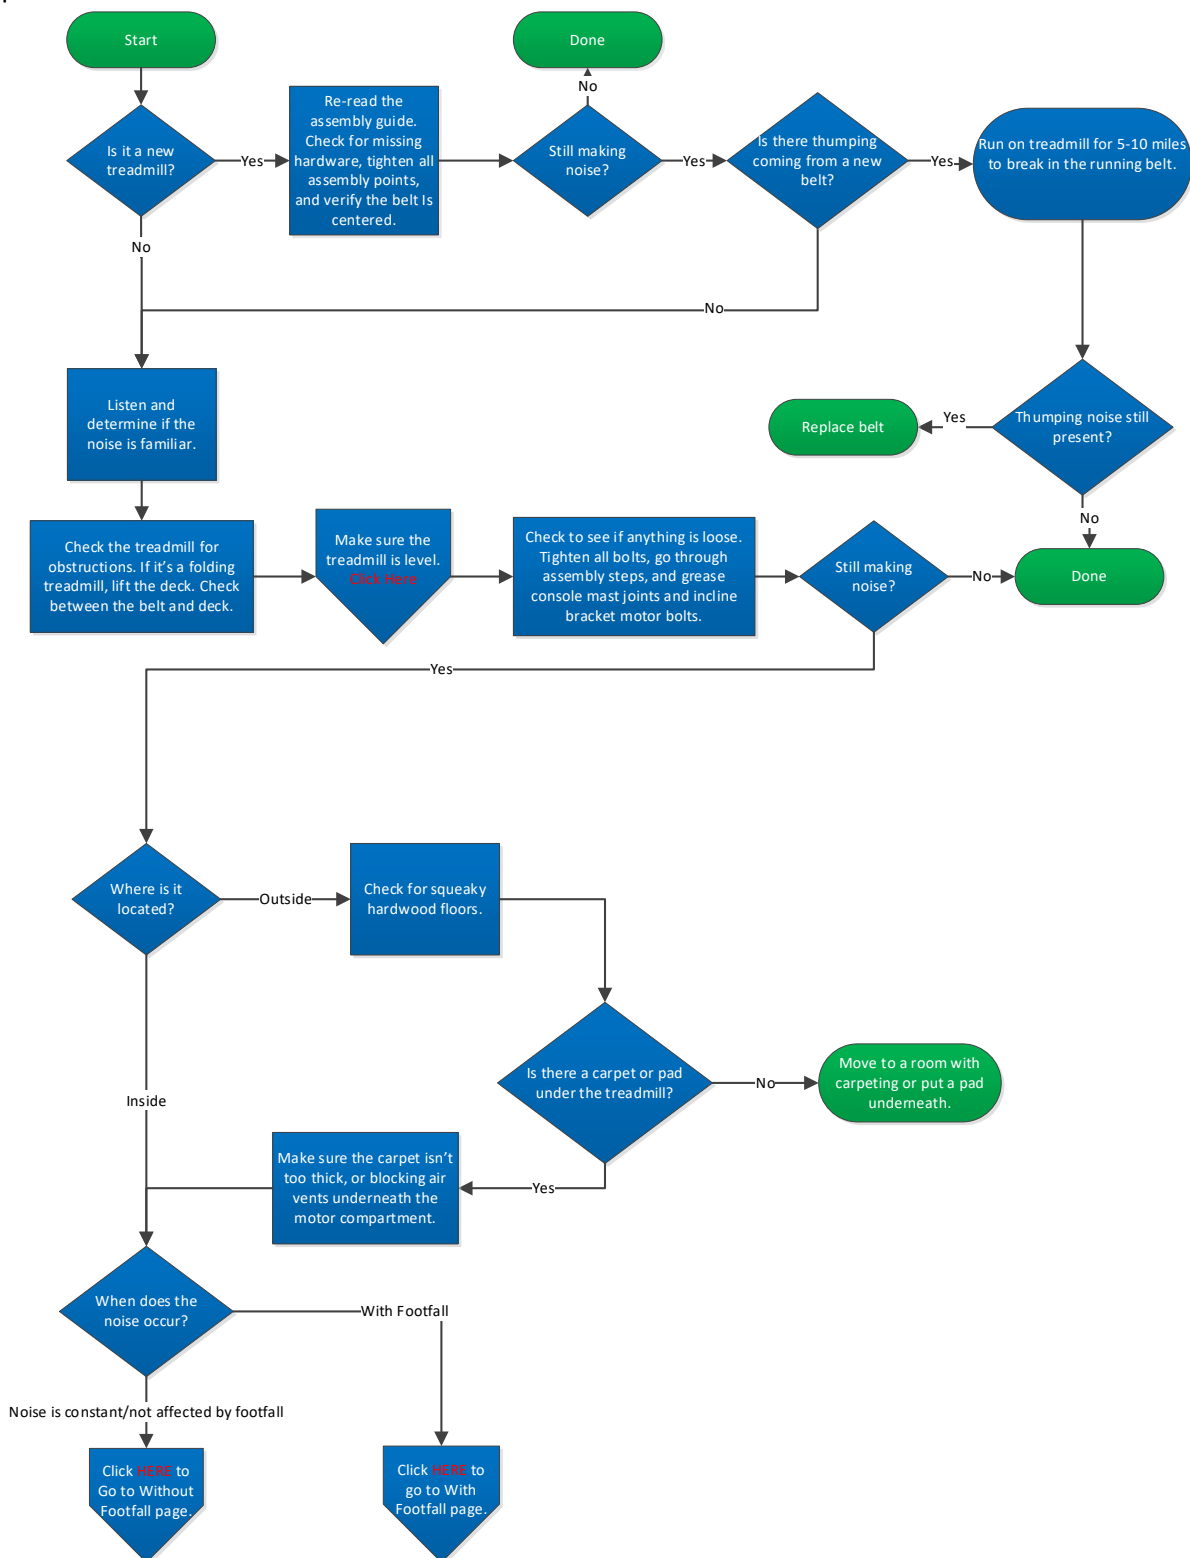 Start
Done
No
Is it a new
treadmill?
Yes
Re-read the
assembly guide.
Check for missing
hardware, tighten all
assembly points,
and verify the belt Is
centered.
Still making
noise?
Yes
Is there thumping
coming from a new
belt?
Yes
Run on treadmill for 5-10 miles
to break in the running belt.
No
No
Listen and
determine if the
noise is familiar.
Replace belt
Yes
Thumping noise still
present?
No
Check the treadmill for
obstructions. If it's a folding
treadmill, lift the deck. Check
between the belt and deck.
Make sure the
treadmill is level.
Click Here
Check to see if anything is loose.
Tighten all bolts, go through
assembly steps, and grease
console mast joints and incline
bracket motor bolts.
Still making
noise?
No
Done
Yes
Where is it
located?
Outside
Check for squeaky
hardwood floors.
Is there a carpet or pad
under the treadmill?
No
Move to a room with
carpeting or put a pad
underneath.
Inside
Make sure the carpet isn't
too thick, or blocking air
vents underneath the
motor compartment.
Yes
When does the
noise occur?
With Footfall
Noise is constant/not affected by footfall
Click HERE to
Go to Without
Footfall page.
Click HERE to
go to With
Footfall page.